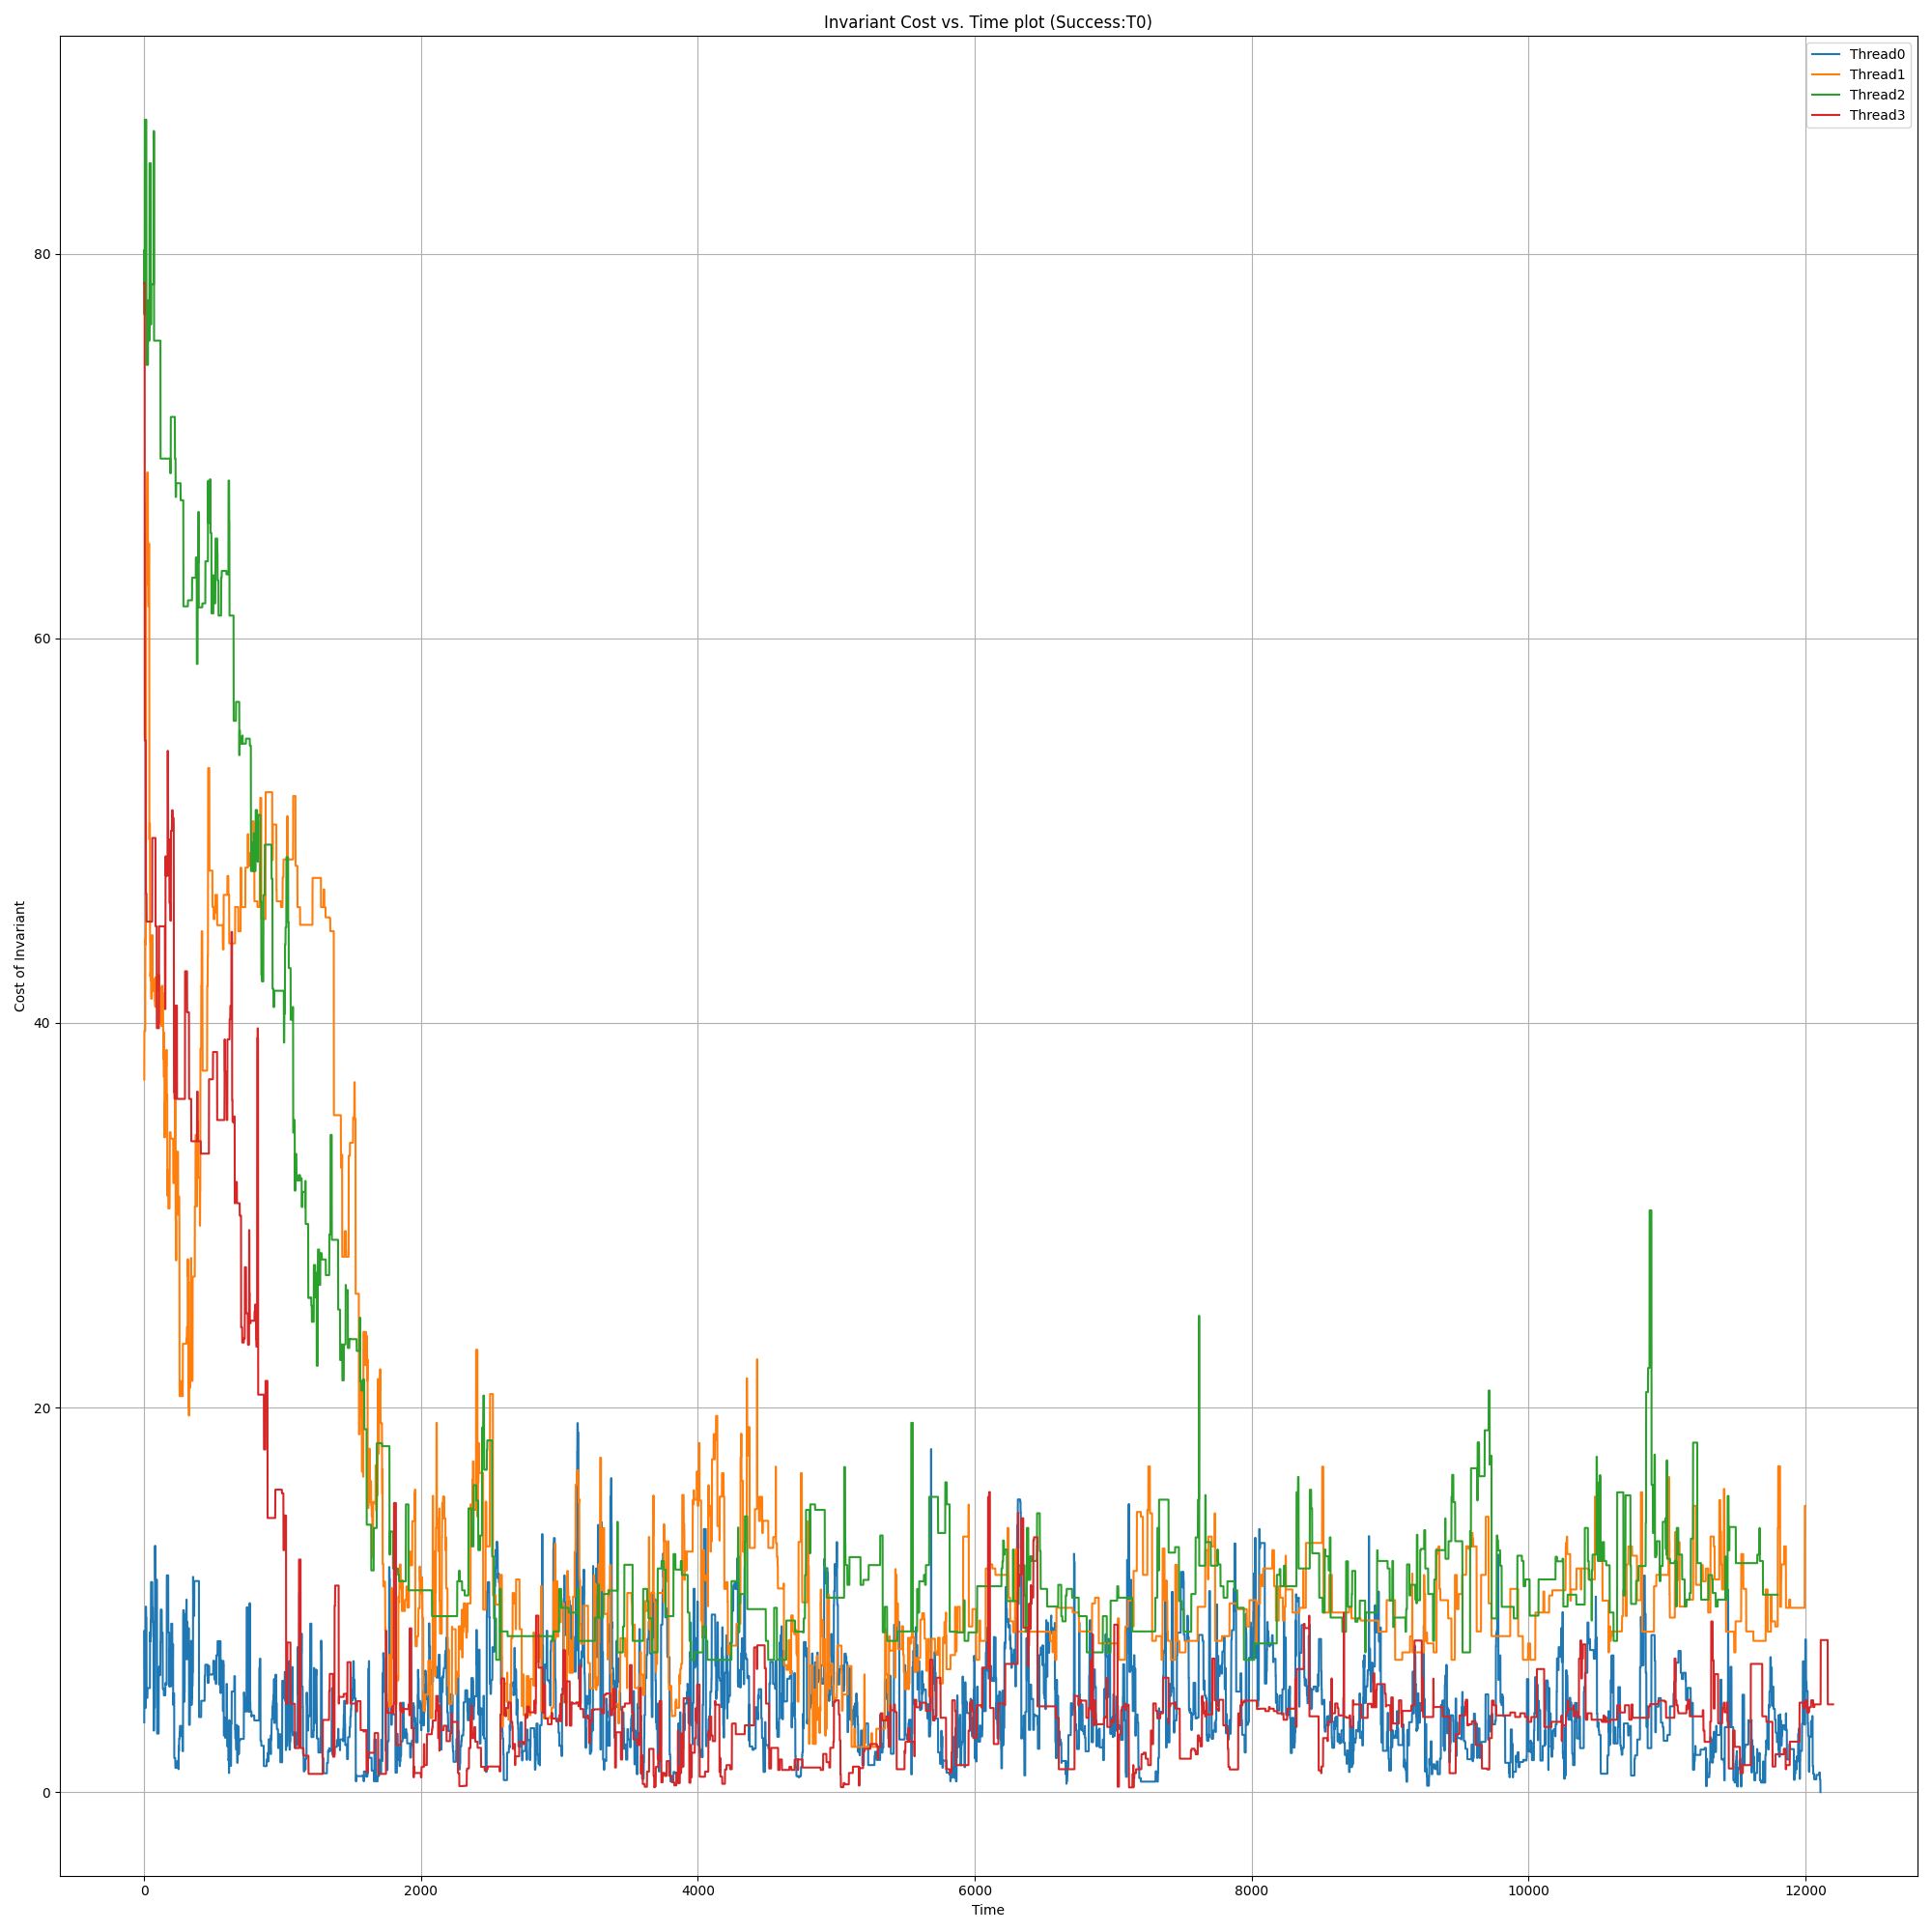 Invariant Cost vs. Time plot (Success:T0)
Thread0
Thread1
Thread2
Thread3
80
60
40
20
0
Cost of Invariant
0 2000 4000 6000 8000 10000 12000
Time